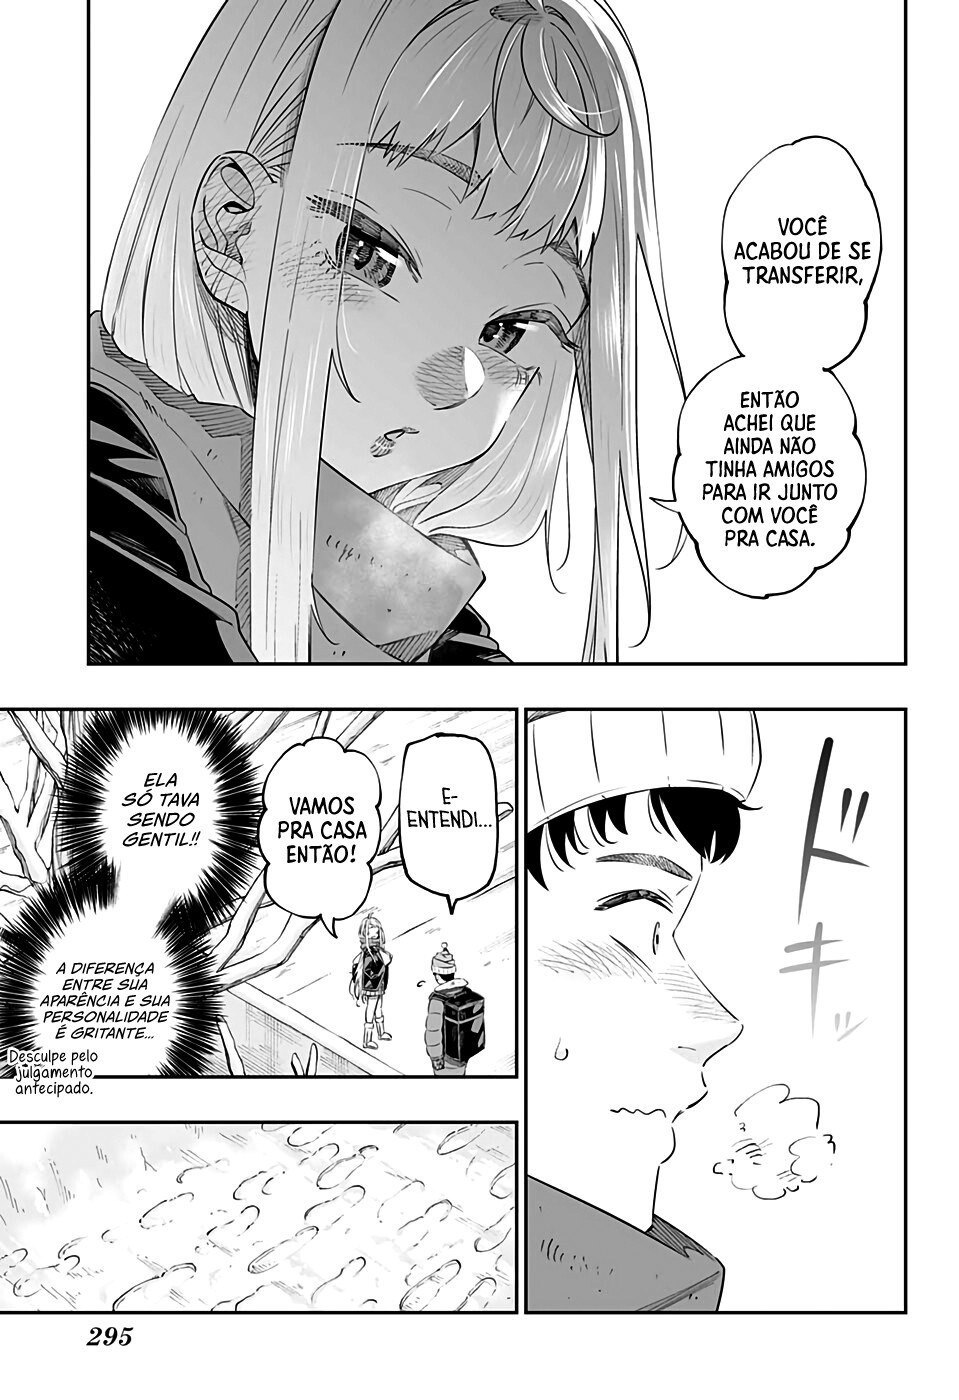 VOCÊ
ACABOU DE SE
TRANSFERIR,
ENTÃO
ACHEI QUE
AINDA NÃO
TINHA AMIGOS
PARA IR JUNTO
COM VOCÊ
PRA CASA.
ドキッ
E-
ENTENDI...
VAMOS
PRA CASA
ENTÃO!
ELA
SÓ TAVA
SENDO
GENTIL!!
A DIFERENÇA
ENTRE SUA
APARÊNCIA E SUA
PERSONALIDADE
É GRITANTE...
Desculpe pelo
julgamento
antecipado.
295